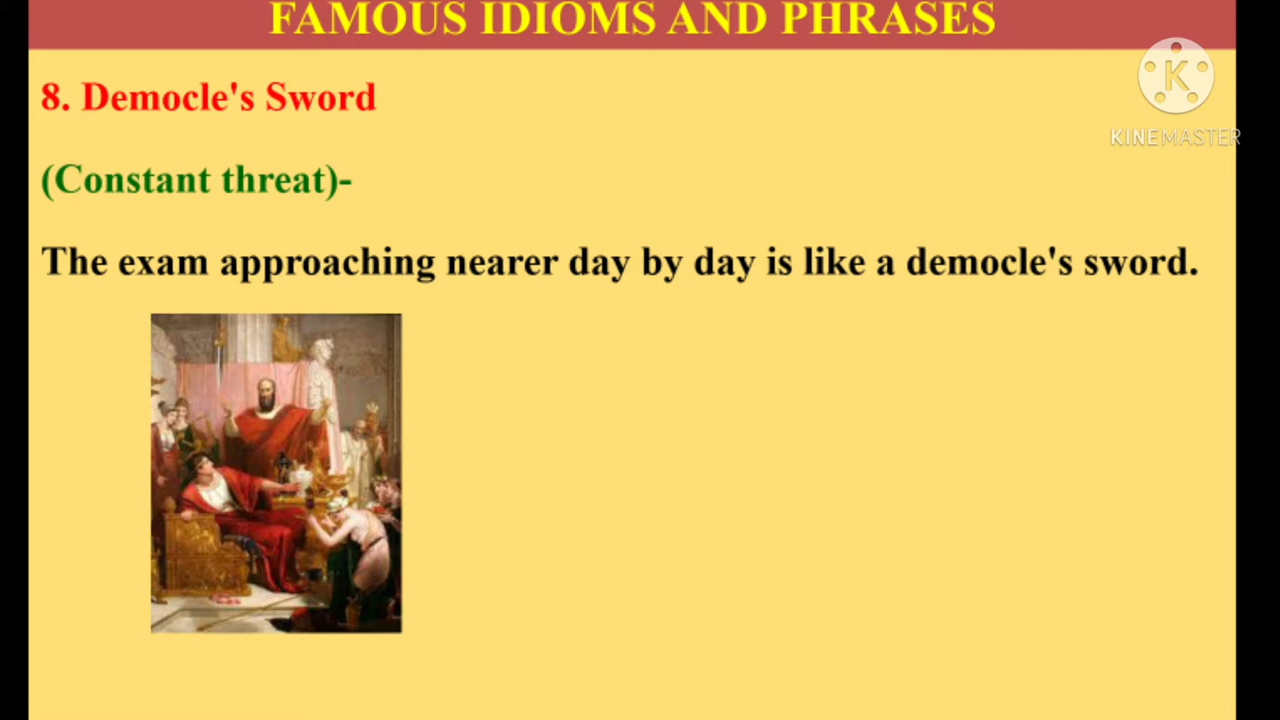 FAMOUS IDIOMS AND PHRASES
K
KINEMASTER
8. Democle's Sword
(Constant threat)-
The exam approaching nearer day by day is like a democle's sword.